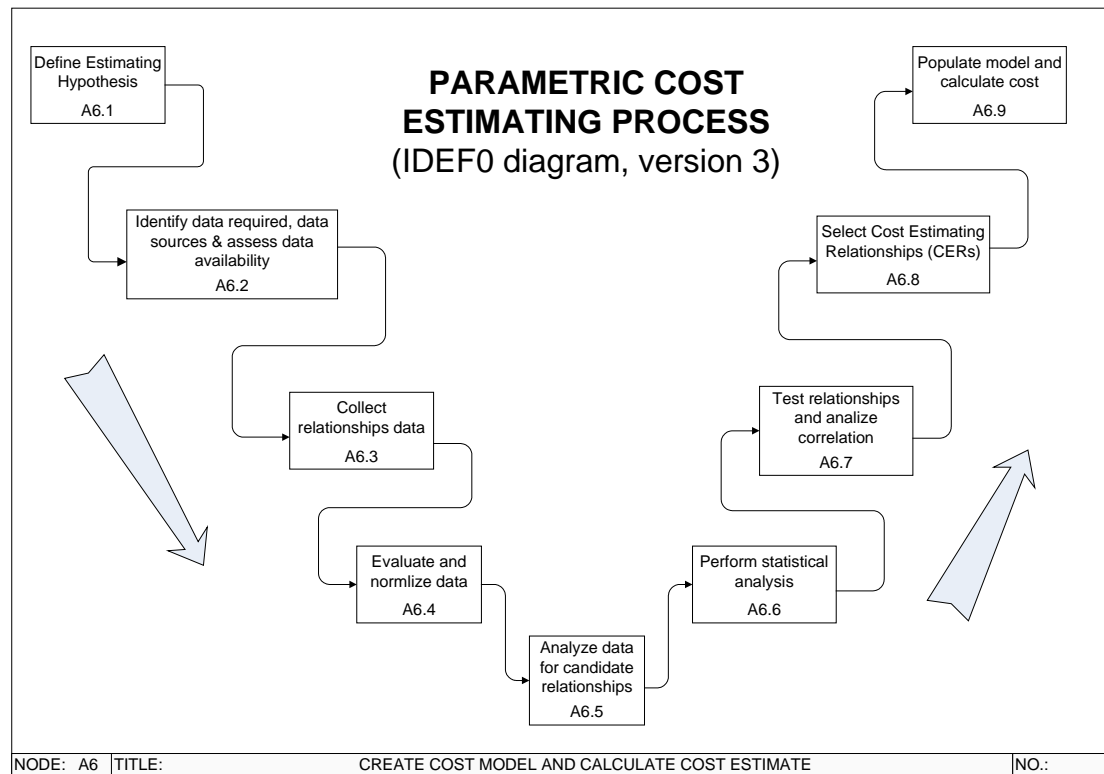 PARAMETRIC COST
ESTIMATING PROCESS
(IDEF0 diagram, version 3)
Define Estimating
Hypothesis
A6.1
Identify data required, data
sources & assess data
availability
A6.2
Collect
relationships data
A6.3
Evaluate and
normlize data
A6.4
Analyze data
for candidate
relationships
A6.5
Perform statistical
analysis
A6.6
Test relationships
and analize
correlation
A6.7
Select Cost Estimating
Relationships (CERs)
A6.8
Populate model and
calculate cost
A6.9
NODE: A6 TITLE: CREATE COST MODEL AND CALCULATE COST ESTIMATE NO.: